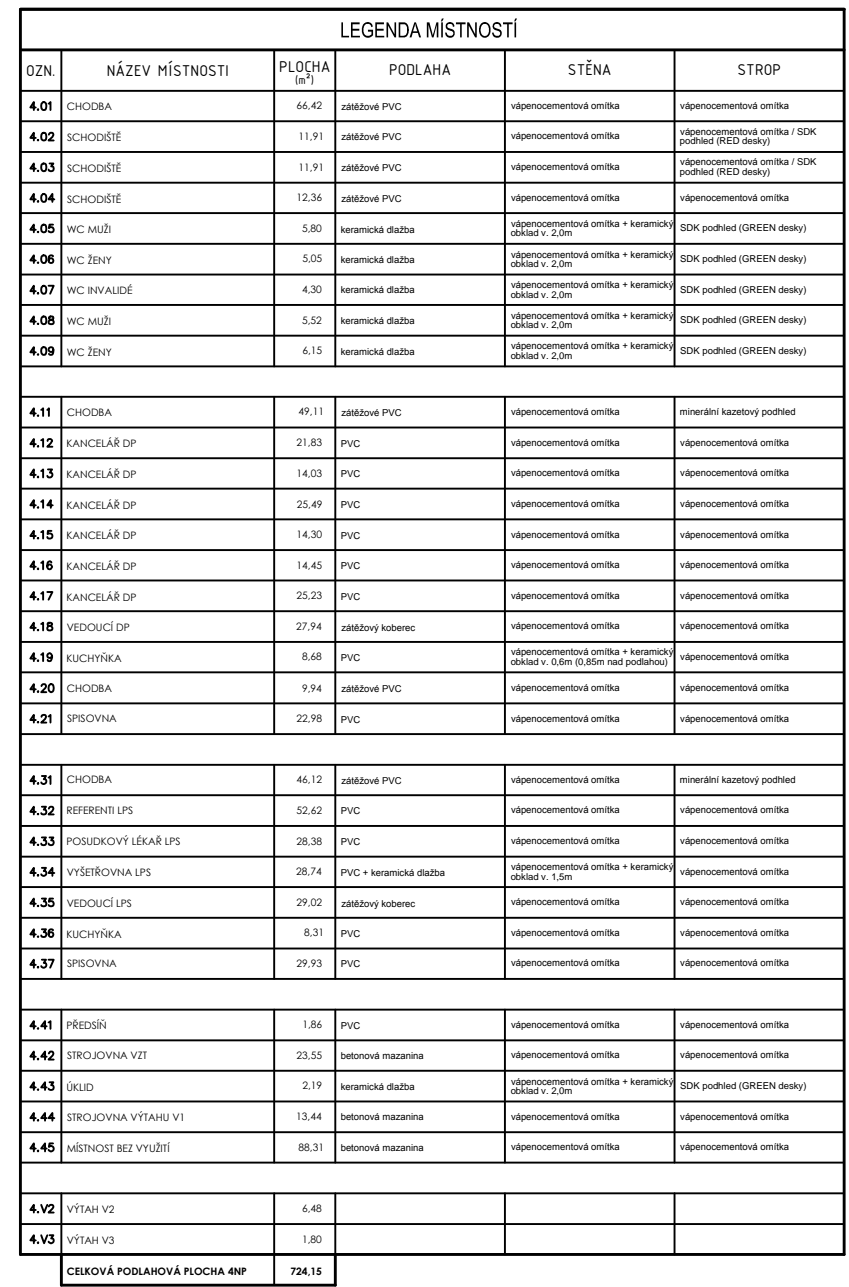 LEGENDA MÍSTNOSTÍ
OZN. NÁZEV MÍSTNOSTI PLOCHA (m²) PODLAHA STĚNA STROP
4.01 CHODBA 66,42 zátěžové PVC vápenocementová omítka vápenocementová omítka
4.02 SCHODIŠTĚ 11,91 zátěžové PVC vápenocementová omítka vápenocementová omítka / SDK podhled (RED desky)
4.03 SCHODIŠTĚ 11,91 zátěžové PVC vápenocementová omítka vápenocementová omítka / SDK podhled (RED desky)
4.04 SCHODIŠTĚ 12,36 zátěžové PVC vápenocementová omítka vápenocementová omítka
4.05 WC MUŽI 5,80 keramická dlažba vápenocementová omítka + keramický obklad v. 2,0m SDK podhled (GREEN desky)
4.06 WC ŽENY 5,05 keramická dlažba vápenocementová omítka + keramický obklad v. 2,0m SDK podhled (GREEN desky)
4.07 WC INVALIDÉ 4,30 keramická dlažba vápenocementová omítka + keramický obklad v. 2,0m SDK podhled (GREEN desky)
4.08 WC MUŽI 5,52 keramická dlažba vápenocementová omítka + keramický obklad v. 2,0m SDK podhled (GREEN desky)
4.09 WC ŽENY 6,15 keramická dlažba vápenocementová omítka + keramický obklad v. 2,0m SDK podhled (GREEN desky)
4.11 CHODBA 49,11 zátěžové PVC vápenocementová omítka minerální kazetový podhled
4.12 KANCELÁŘ DP 21,83 PVC vápenocementová omítka vápenocementová omítka
4.13 KANCELÁŘ DP 14,03 PVC vápenocementová omítka vápenocementová omítka
4.14 KANCELÁŘ DP 25,49 PVC vápenocementová omítka vápenocementová omítka
4.15 KANCELÁŘ DP 14,30 PVC vápenocementová omítka vápenocementová omítka
4.16 KANCELÁŘ DP 14,45 PVC vápenocementová omítka vápenocementová omítka
4.17 KANCELÁŘ DP 25,23 PVC vápenocementová omítka vápenocementová omítka
4.18 VEDOUCÍ DP 27,94 zátěžový koberec vápenocementová omítka vápenocementová omítka
4.19 KUCHYŇKA 8,68 PVC vápenocementová omítka + keramický obklad v. 0,6m (0,85m nad podlahou) vápenocementová omítka
4.20 CHODBA 9,94 zátěžové PVC vápenocementová omítka vápenocementová omítka
4.21 SPISOVNA 22,98 PVC vápenocementová omítka vápenocementová omítka
4.31 CHODBA 46,12 zátěžové PVC vápenocementová omítka minerální kazetový podhled
4.32 REFERENTI LPS 52,62 PVC vápenocementová omítka vápenocementová omítka
4.33 POSUDKOVÝ LÉKAŘ LPS 28,38 PVC vápenocementová omítka vápenocementová omítka
4.34 VYŠETŘOVNA LPS 28,74 PVC + keramická dlažba vápenocementová omítka + keramický obklad v. 1,5m vápenocementová omítka
4.35 VEDOUCÍ LPS 29,02 zátěžový koberec vápenocementová omítka vápenocementová omítka
4.36 KUCHYŇKA 8,31 PVC vápenocementová omítka vápenocementová omítka
4.37 SPISOVNA 29,93 PVC vápenocementová omítka vápenocementová omítka
4.41 PŘEDSÍŇ 1,86 PVC vápenocementová omítka vápenocementová omítka
4.42 STROJOVNA VZT 23,55 betonová mazanina vápenocementová omítka vápenocementová omítka
4.43 ÚKLID 2,19 keramická dlažba vápenocementová omítka + keramický obklad v. 2,0m SDK podhled (GREEN desky)
4.44 STROJOVNA VÝTAHU V1 13,44 betonová mazanina vápenocementová omítka vápenocementová omítka
4.45 MÍSTNOST BEZ VYUŽITÍ 88,31 betonová mazanina vápenocementová omítka vápenocementová omítka
4.V2 VÝTAH V2 6,48
4.V3 VÝTAH V3 1,80
CELKOVÁ PODLAHOVÁ PLOCHA 4NP 724,15